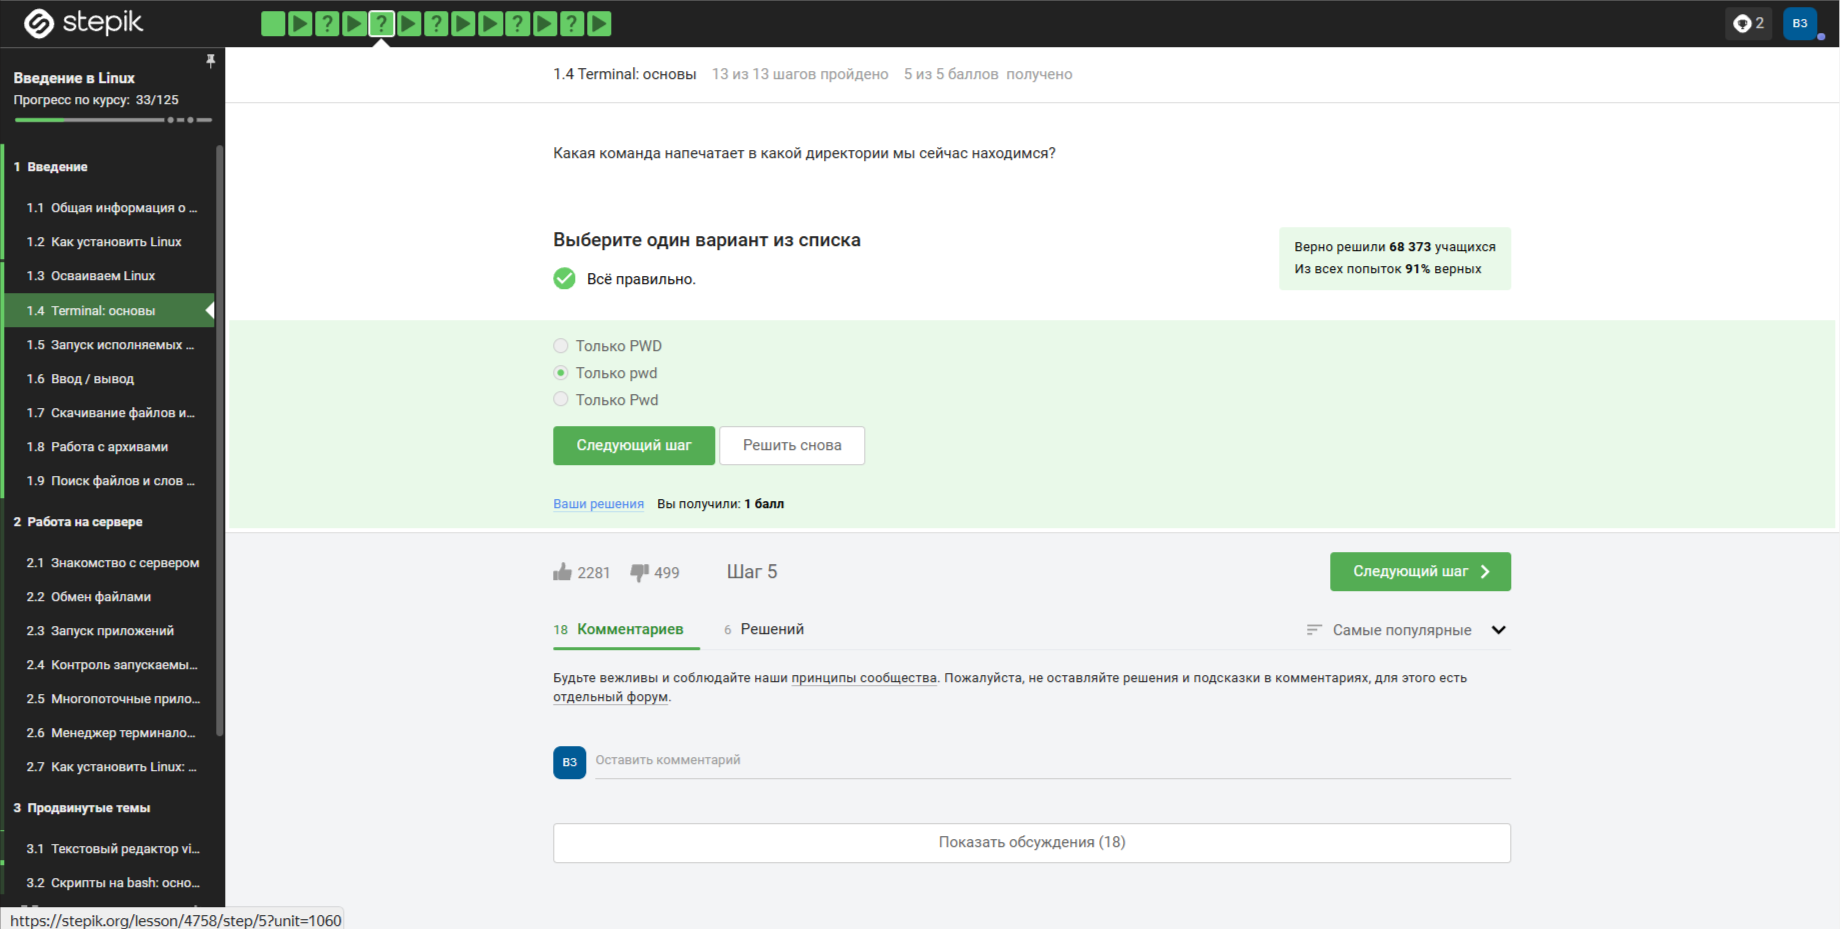 stepik
2
ВЗ
Введение в Linux
Прогресс по курсу: 33/125
1 Введение
1.1 Общая информация о ...
1.2 Как установить Linux
1.3 Осваиваем Linux
1.4 Terminal: основы
1.5 Запуск исполняемых ...
1.6 Ввод / вывод
1.7 Скачивание файлов и...
1.8 Работа с архивами
1.9 Поиск файлов и слов ...
2 Работа на сервере
2.1 Знакомство с сервером
2.2 Обмен файлами
2.3 Запуск приложений
2.4 Контроль запускаемы...
2.5 Многопоточные прило...
2.6 Менеджер терминало...
2.7 Как установить Linux: ...
3 Продвинутые темы
3.1 Текстовый редактор vi...
3.2 Скрипты на bash: осно...
https://stepik.org/lesson/4758/step/5?unit=1060
1.4 Terminal: основы 13 из 13 шагов пройдено 5 из 5 баллов получено
Какая команда напечатает в какой директории мы сейчас находимся?
Выберите один вариант из списка
Всё правильно.
Верно решили 68 373 учащихся
Из всех попыток 91% верных
Только PWD
Только pwd
Только Pwd
Следующий шаг Решить снова
Ваши решения Вы получили: 1 балл
2281 499 Шаг 5 Следующий шаг
18 Комментариев 6 Решений Самые популярные
Будьте вежливы и соблюдайте наши принципы сообщества. Пожалуйста, не оставляйте решения и подсказки в комментариях, для этого есть
отдельный форум.
ВЗ Оставить комментарий
Показать обсуждения (18)